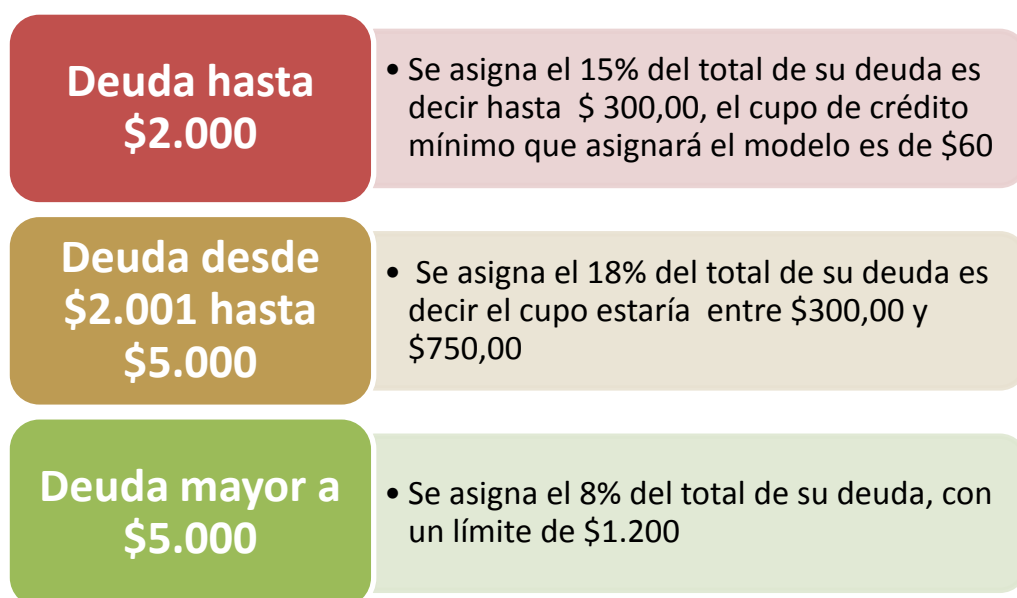 Deuda hasta
$2.000
• Se asigna el 15% del total de su deuda es
decir hasta $ 300,00, el cupo de crédito
mínimo que asignará el modelo es de $60
Deuda desde
$2.001 hasta
$5.000
• Se asigna el 18% del total de su deuda es
decir el cupo estaría entre $300,00 y
$750,00
Deuda mayor a
$5.000
• Se asigna el 8% del total de su deuda, con
un límite de $1.200